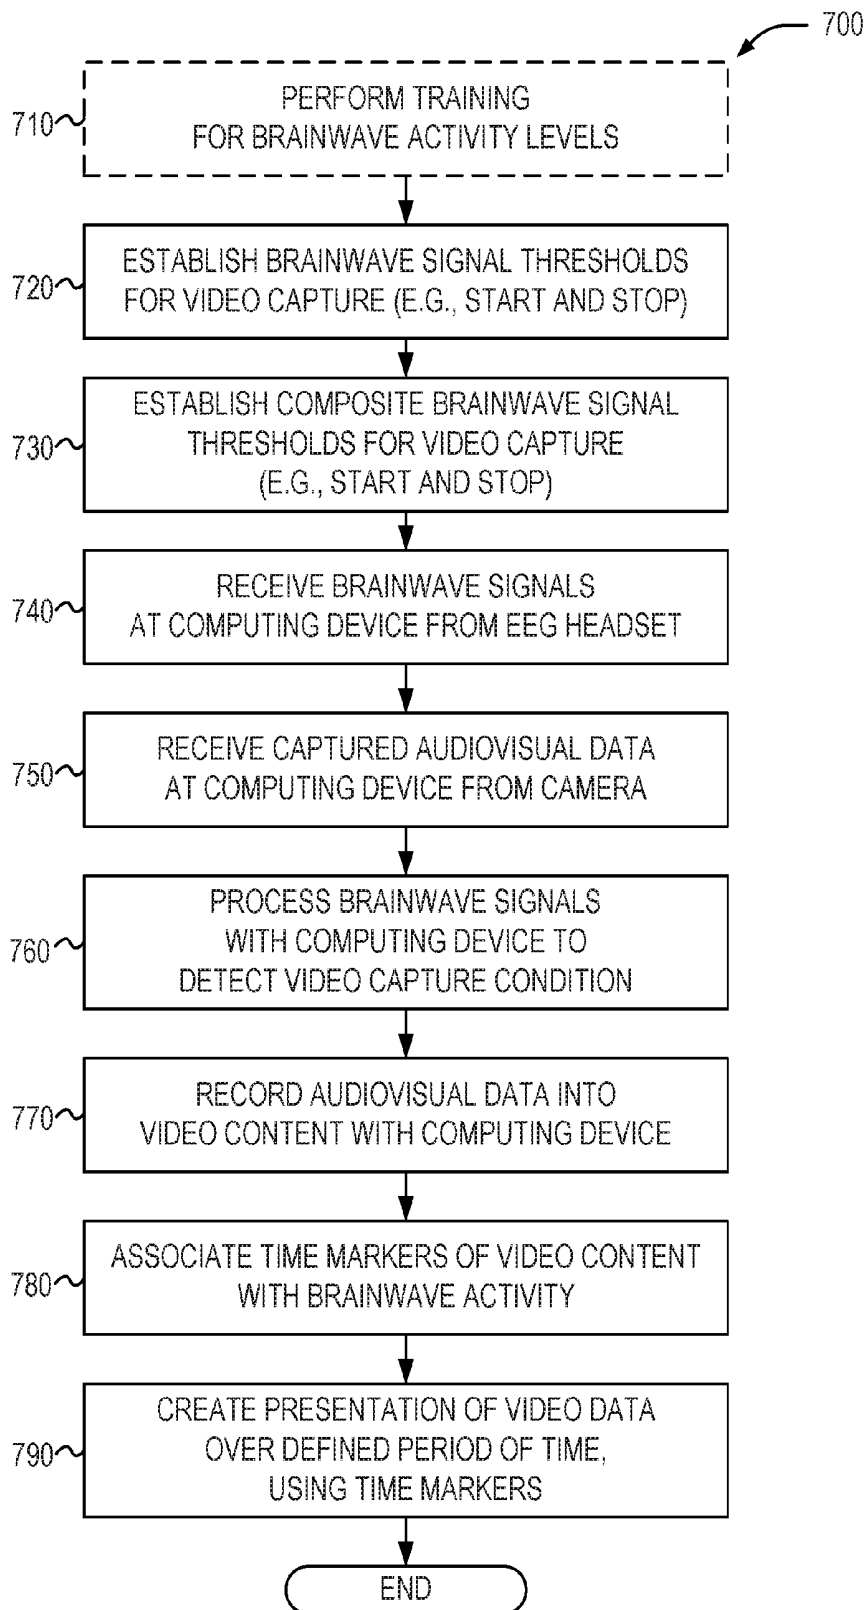 700
710
PERFORM TRAINING
FOR BRAINWAVE ACTIVITY LEVELS
720
ESTABLISH BRAINWAVE SIGNAL THRESHOLDS
FOR VIDEO CAPTURE (E.G., START AND STOP)
730
ESTABLISH COMPOSITE BRAINWAVE SIGNAL
THRESHOLDS FOR VIDEO CAPTURE
(E.G., START AND STOP)
740
RECEIVE BRAINWAVE SIGNALS
AT COMPUTING DEVICE FROM EEG HEADSET
750
RECEIVE CAPTURED AUDIOVISUAL DATA
AT COMPUTING DEVICE FROM CAMERA
760
PROCESS BRAINWAVE SIGNALS
WITH COMPUTING DEVICE TO
DETECT VIDEO CAPTURE CONDITION
770
RECORD AUDIOVISUAL DATA INTO
VIDEO CONTENT WITH COMPUTING DEVICE
780
ASSOCIATE TIME MARKERS OF VIDEO CONTENT
WITH BRAINWAVE ACTIVITY
790
CREATE PRESENTATION OF VIDEO DATA
OVER DEFINED PERIOD OF TIME,
USING TIME MARKERS
END